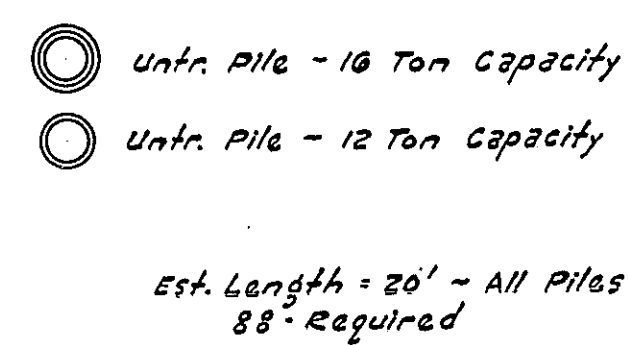 Untr. Pile - 16 Ton Capacity
Untr. Pile - 12 Ton Capacity
Est. Length = 20' ~ All Piles
88 - Required